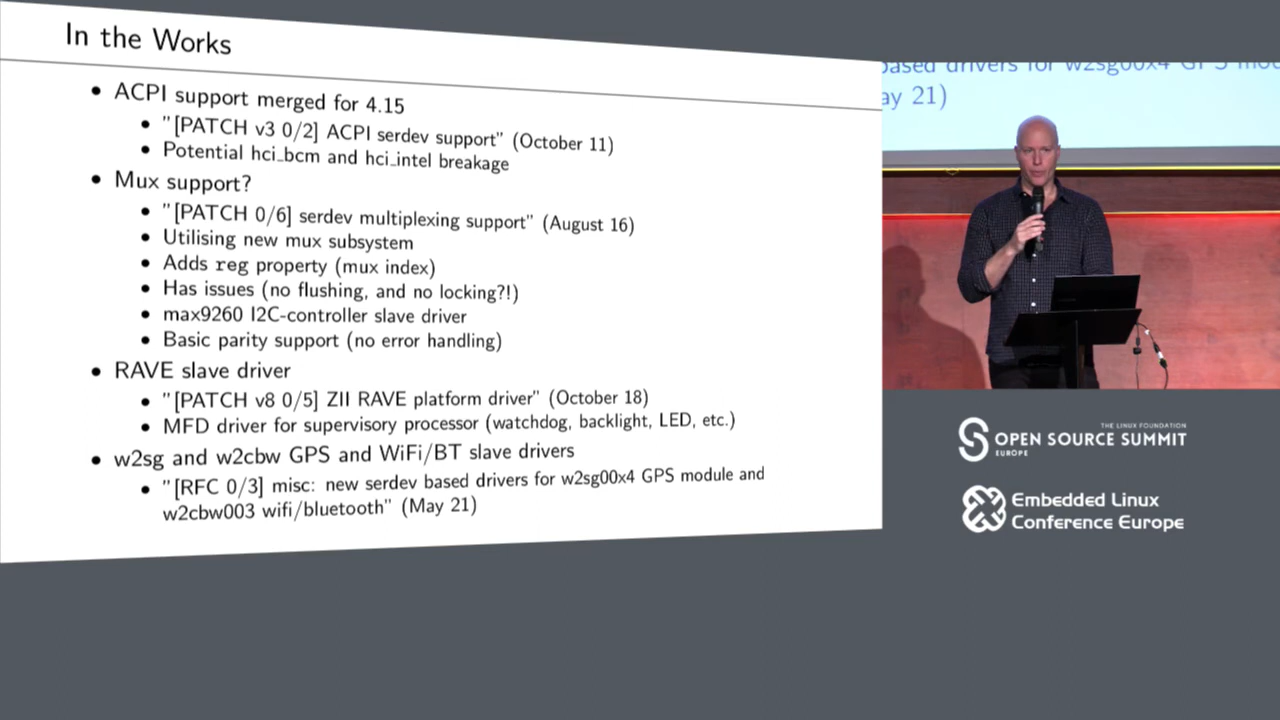 In the Works
• ACPI support merged for 4.15
• "[PATCH v3 0/2] ACPI serdev support" (October 11)
• Potential hci_bcm and hci_intel breakage
• Mux support?
• "[PATCH 0/6] serdev multiplexing support" (August 16)
• Utilising new mux subsystem
• Adds reg property (mux index)
• Has issues (no flushing, and no locking?!)
• max9260 I2C-controller slave driver
• Basic parity support (no error handling)
• RAVE slave driver
• "[PATCH v8 0/5] ZII RAVE platform driver" (October 18)
• MFD driver for supervisory processor (watchdog, backlight, LED, etc.)
• w2sg and w2cbw GPS and WiFi/BT slave drivers
• "[RFC 0/3] misc: new serdev based drivers for w2sg00x4 GPS module and
w2cbw003 wifi/bluetooth" (May 21)
based drivers for w2sg00x4 GPS mod
ay 21)
THE LINUX FOUNDATION
OPEN SOURCE SUMMIT
EUROPE
Embedded Linux
Conference Europe